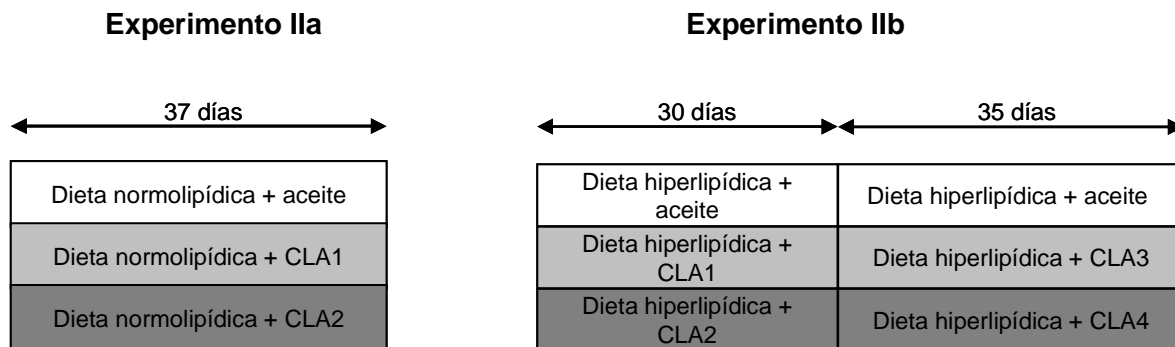 Experimento IIa
37 días
Dieta normolipídica + aceite
Dieta normolipídica + CLA1
Dieta normolipídica + CLA2
Experimento IIb
30 días
35 días
Dieta hiperlipídica +
aceite
Dieta hiperlipídica + aceite
Dieta hiperlipídica +
CLA1
Dieta hiperlipídica + CLA3
Dieta hiperlipídica +
CLA2
Dieta hiperlipídica + CLA4